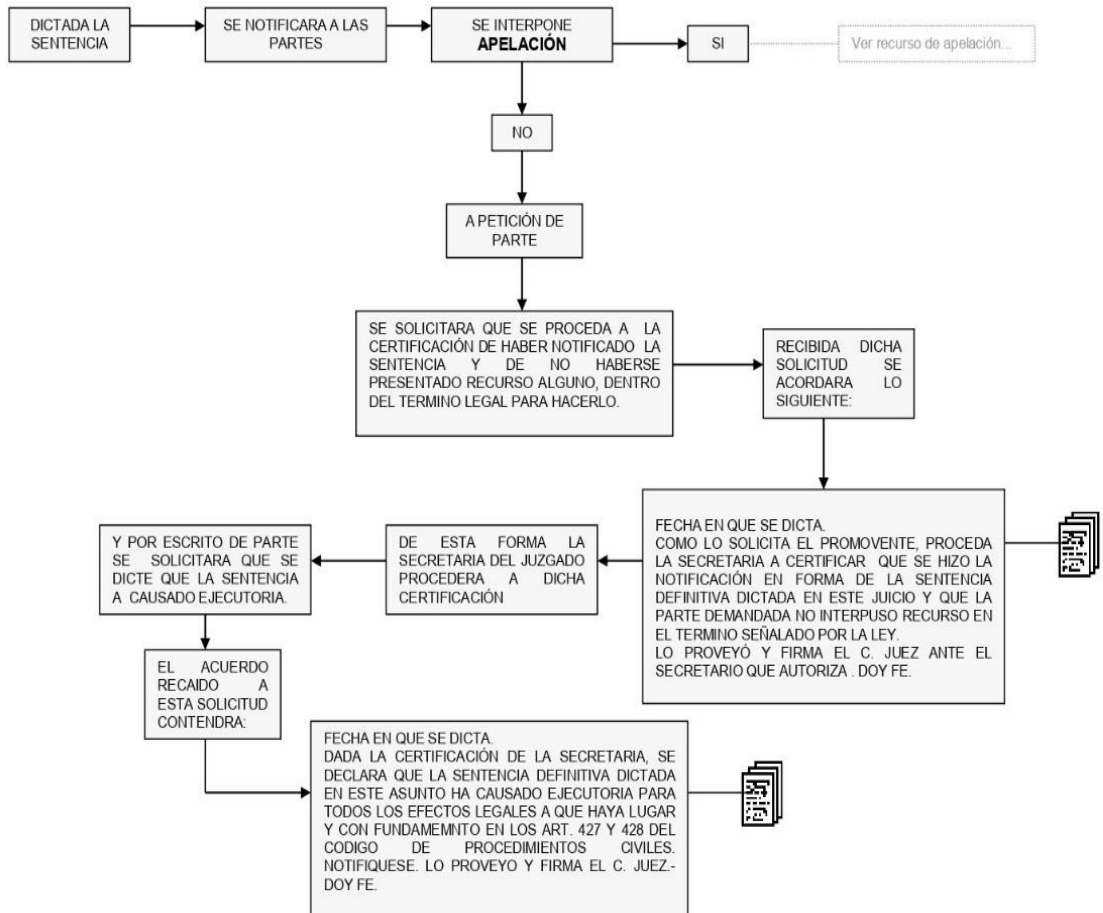 DICTADA LA
SENTENCIA
SE NOTIFICARA A LAS
PARTES
SE INTERPONE
APELACIÓN
SI
Ver recurso de apelación...
NO
A PETICIÓN DE
PARTE
SE SOLICITARA QUE SE PROCEDA A LA
CERTIFICACIÓN DE HABER NOTIFICADO LA
SENTENCIA Y DE NO HABERSE
PRESENTADO RECURSO ALGUNO, DENTRO
DEL TERMINO LEGAL PARA HACERLO.
RECIBIDA DICHA
SOLICITUD SE
ACORDARA LO
SIGUIENTE:
FECHA EN QUE SE DICTA.
COMO LO SOLICITA EL PROMOVENTE, PROCEDA
LA SECRETARIA A CERTIFICAR QUE SE HIZO LA
NOTIFICACIÓN EN FORMA DE LA SENTENCIA
DEFINITIVA DICTADA EN ESTE JUICIO Y QUE LA
PARTE DEMANDADA NO INTERPUSO RECURSO EN
EL TERMINO SEÑALADO POR LA LEY.
LO PROVEYÓ Y FIRMA EL C. JUEZ ANTE EL
SECRETARIO QUE AUTORIZA . DOY FE.
DE ESTA FORMA LA
SECRETARIA DEL JUZGADO
PROCEDERA A DICHA
CERTIFICACIÓN
Y POR ESCRITO DE PARTE
SE SOLICITARA QUE SE
DICTE QUE LA SENTENCIA
A CAUSADO EJECUTORIA.
EL ACUERDO
RECAIDO A
ESTA SOLICITUD
CONTENDRA:
FECHA EN QUE SE DICTA.
DADA LA CERTIFICACIÓN DE LA SECRETARIA, SE
DECLARA QUE LA SENTENCIA DEFINITIVA DICTADA
EN ESTE ASUNTO HA CAUSADO EJECUTORIA PARA
TODOS LOS EFECTOS LEGALES A QUE HAYA LUGAR
Y CON FUNDAMEMNTO EN LOS ART. 427 Y 428 DEL
CODIGO DE PROCEDIMIENTOS CIVILES.
NOTIFIQUESE. LO PROVEYO Y FIRMA EL C. JUEZ.-
DOY FE.